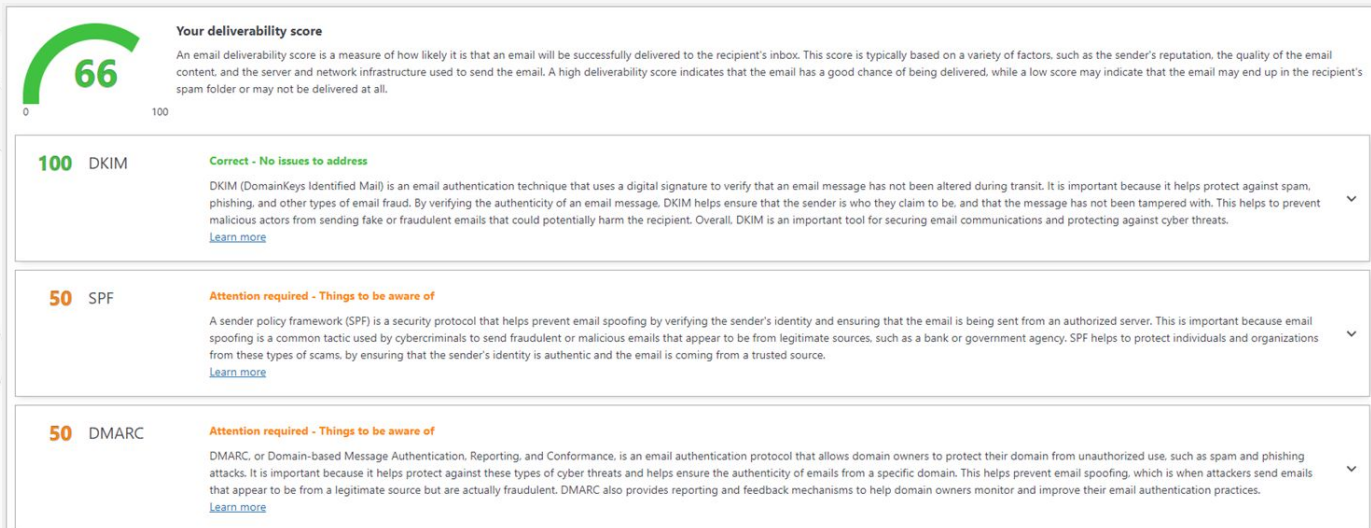 Your deliverability score
An email deliverability score is a measure of how likely it is that an email will be successfully delivered to the recipient's inbox. This score is typically based on a variety of factors, such as the sender's reputation, the quality of the email
content, and the server and network infrastructure used to send the email. A high deliverability score indicates that the email has a good chance of being delivered, while a low score may indicate that the email may end up in the recipient's
spam folder or may not be delivered at all.
66
0 100
100 DKIM
Correct - No issues to address
DKIM (DomainKeys Identified Mail) is an email authentication technique that uses a digital signature to verify that an email message has not been altered during transit. It is important because it helps protect against spam,
phishing, and other types of email fraud. By verifying the authenticity of an email message, DKIM helps ensure that the sender is who they claim to be, and that the message has not been tampered with. This helps to prevent
malicious actors from sending fake or fraudulent emails that could potentially harm the recipient. Overall, DKIM is an important tool for securing email communications and protecting against cyber threats.
Learn more
50 SPF
Attention required - Things to be aware of
A sender policy framework (SPF) is a security protocol that helps prevent email spoofing by verifying the sender's identity and ensuring that the email is being sent from an authorized server. This is important because email
spoofing is a common tactic used by cybercriminals to send fraudulent or malicious emails that appear to be from legitimate sources, such as a bank or government agency. SPF helps to protect individuals and organizations
from these types of scams, by ensuring that the sender's identity is authentic and the email is coming from a trusted source.
Learn more
50 DMARC
Attention required - Things to be aware of
DMARC, or Domain-based Message Authentication, Reporting, and Conformance, is an email authentication protocol that allows domain owners to protect their domain from unauthorized use, such as spam and phishing
attacks. It is important because it helps protect against these types of cyber threats and helps ensure the authenticity of emails from a specific domain. This helps prevent email spoofing, which is when attackers send emails
that appear to be from a legitimate source but are actually fraudulent. DMARC also provides reporting and feedback mechanisms to help domain owners monitor and improve their email authentication practices.
Learn more